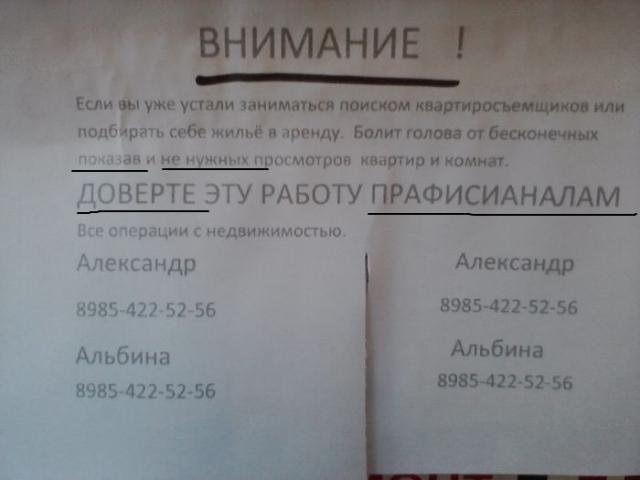 ВНИМАНИЕ !
Если вы уже устали заниматься поиском квартиросъемщиков или
подбирать себе жильё в аренду. Болит голова от бесконечных
показав и не нужных просмотров квартир и комнат.
ДОВЕРТЕ ЭТУ РАБОТУ ПРАФИСИАНАЛАМ
Все операции с недвижимостью.
Александр
8985-422-52-56
Альбина
8985-422-52-56
Александр
8985-422-52-56
Альбина
8985-422-52-56